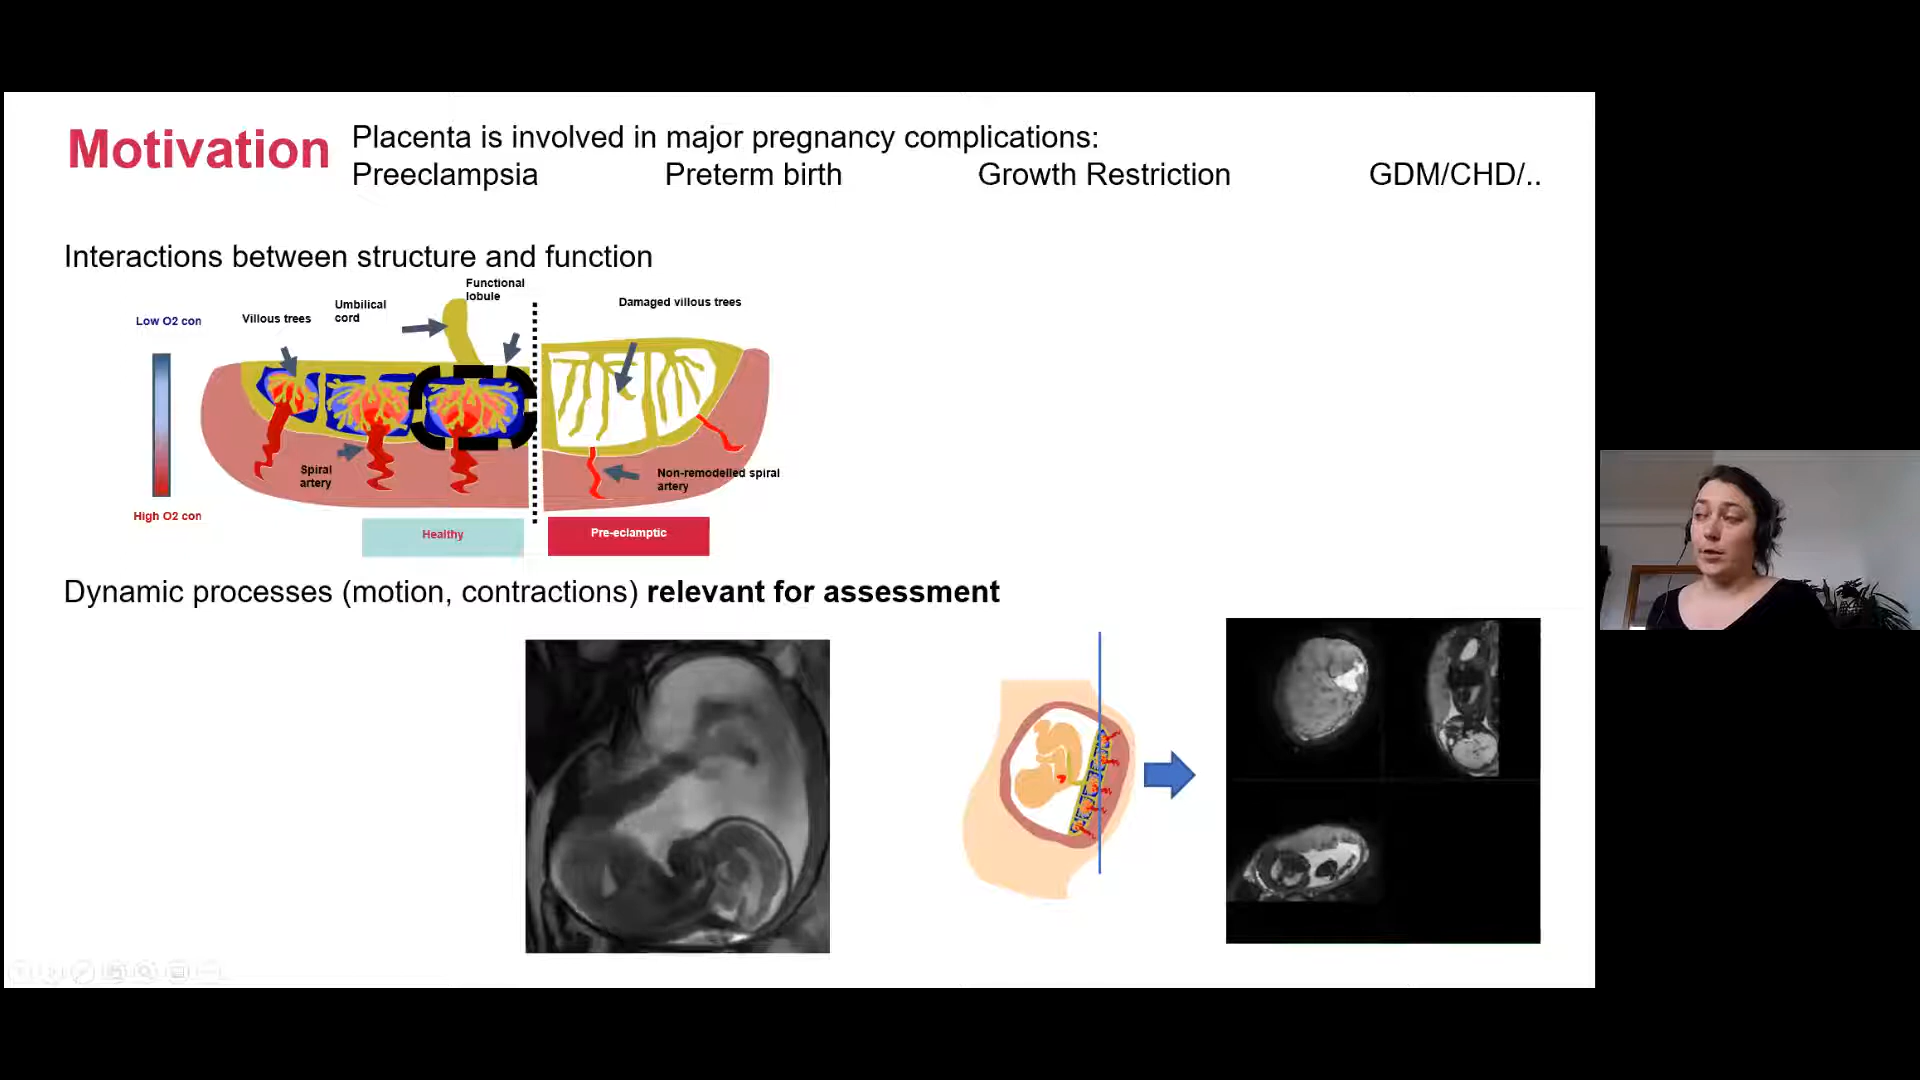 Motivation
Placenta is involved in major pregnancy complications:
Preeclampsia Preterm birth Growth Restriction GDM/CHD/..
Interactions between structure and function
Functional
lobule
Umbilical
cord
Villous trees
Damaged villous trees
Low O2 con
Spiral
artery
Non-remodelled spiral
artery
High O2 con
Healthy
Pre-eclamptic
Dynamic processes (motion, contractions) relevant for assessment